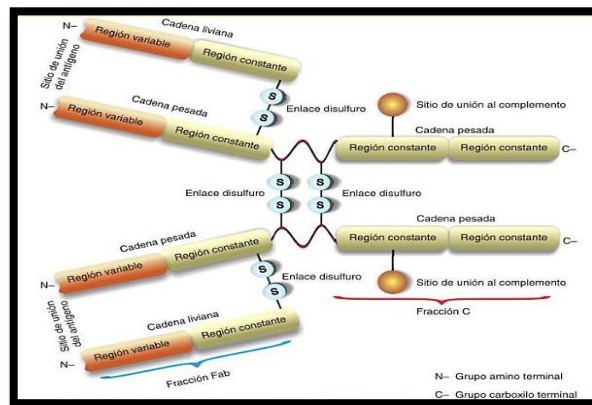 Cadena liviana
N–
Región variable
Región constante
Sitio de unión
del antígeno
S
S
Enlace disulfuro
Sitio de unión al complemento
N–
Cadena pesada
Región variable
Región constante
Cadena pesada
Región constante
Región constante
C–
Enlace disulfuro
S
S
S
S
Enlace disulfuro
Cadena pesada
Cadena pesada
Región constante
Región constante
C–
N–
Región variable
Región constante
S
S
Enlace disulfuro
Sitio de unión al complemento
Sitio de unión
del antígeno
Cadena liviana
Fracción C
N–
Región variable
Región constante
Fracción Fab
N– Grupo amino terminal
C– Grupo carboxilo terminal